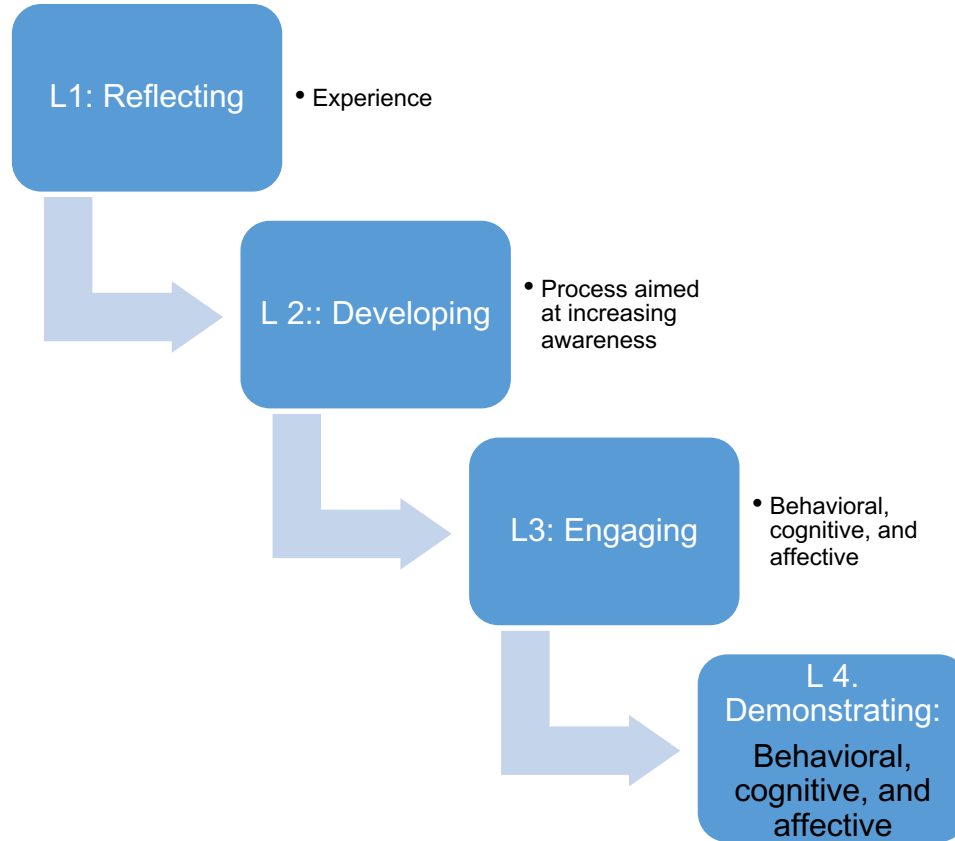 L1: Reflecting
• Experience
L 2:: Developing
• Process aimed
at increasing
awareness
L3: Engaging
• Behavioral,
cognitive, and
affective
L 4.
Demonstrating:
Behavioral,
cognitive, and
affective